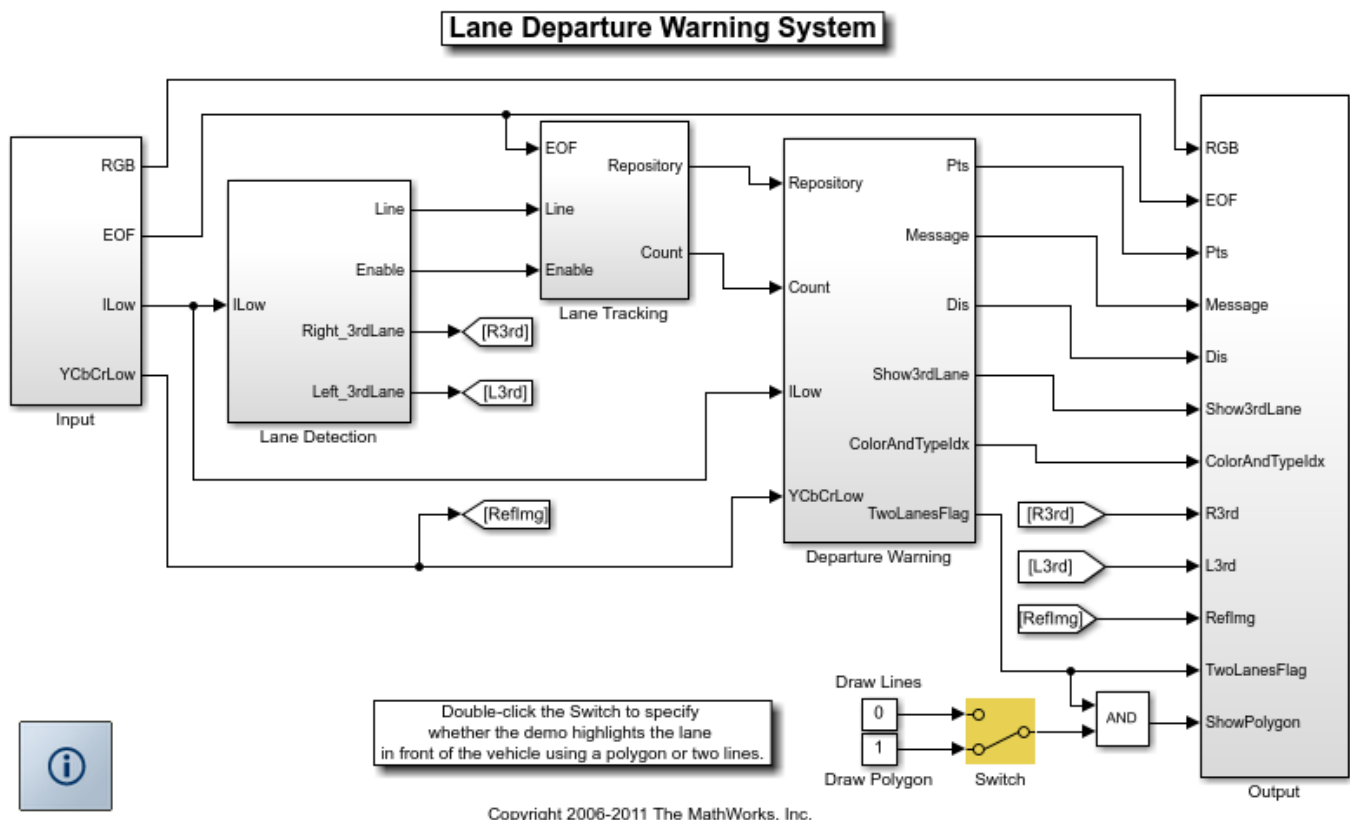 Lane Departure Warning System
RGB
EOF
ILow
YCbCrLow
Input
ILow
Line
Enable
Right_3rdLane
Left_3rdLane
Lane Detection
[R3rd]
[L3rd]
[RefImg]
EOF
Line
Enable
Repository
Count
Lane Tracking
Repository
Count
ILow
YCbCrLow
Pts
Message
Dis
Show3rdLane
ColorAndTypeIdx
TwoLanesFlag
Departure Warning
[R3rd]
[L3rd]
[RefImg]
Draw Lines
0
1
Draw Polygon
Switch
AND
RGB
EOF
Pts
Message
Dis
Show3rdLane
ColorAndTypeIdx
R3rd
L3rd
RefImg
TwoLanesFlag
ShowPolygon
Output
Double-click the Switch to specify
whether the demo highlights the lane
in front of the vehicle using a polygon or two lines.
i
Copyright 2006-2011 The MathWorks, Inc.